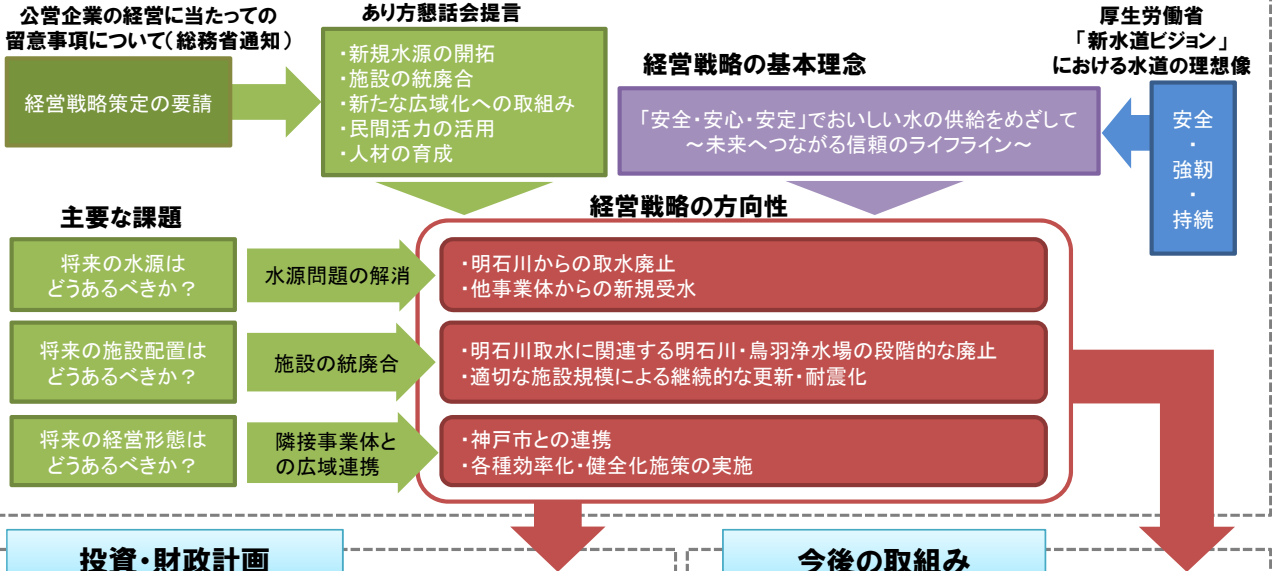 公営企業の経営に当たっての
留意事項について(総務省通知)
経営戦略策定の要請
あり方懇話会提言
・新規水源の開拓
・施設の統廃合
・新たな広域化への取組み
・民間活力の活用
・人材の育成
経営戦略の基本理念
「安全・安心・安定」でおいしい水の供給をめざして
～未来へつながる信頼のライフライン～
厚生労働省
「新水道ビジョン」
における水道の理想像
安全
・
強靭
・
持続
主要な課題
経営戦略の方向性
将来の水源は
どうあるべきか？
水源問題の解消
・明石川からの取水廃止
・他事業体からの新規受水
将来の施設配置は
どうあるべきか？
施設の統廃合
・明石川取水に関連する明石川・鳥羽浄水場の段階的な廃止
・適切な施設規模による継続的な更新・耐震化
将来の経営形態は
どうあるべきか？
隣接事業体と
の広域連携
・神戸市との連携
・各種効率化・健全化施策の実施
投資・財政計画
今後の取組み